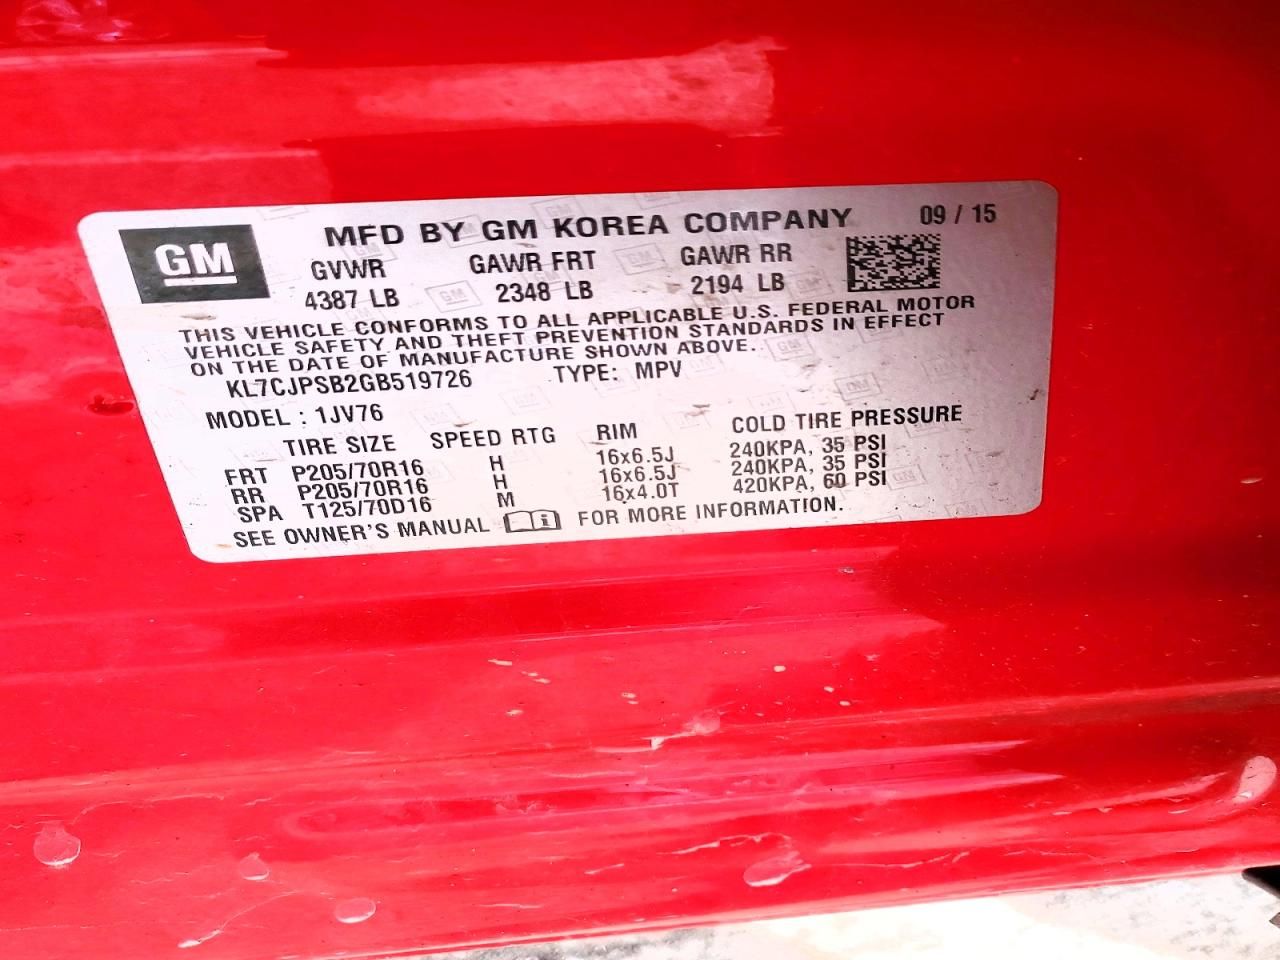 GM
MFD BY GM KOREA COMPANY 09 / 15
GVWR GAWR FRT GAWR RR
4387 LB 2348 LB 2194 LB
THIS VEHICLE CONFORMS TO ALL APPLICABLE U.S. FEDERAL MOTOR
VEHICLE SAFETY AND THEFT PREVENTION STANDARDS IN EFFECT
ON THE DATE OF MANUFACTURE SHOWN ABOVE.
KL7CJPSB2GB519726 TYPE: MPV
MODEL : 1JV76
TIRE SIZE SPEED RTG RIM COLD TIRE PRESSURE
FRT P205/70R16 H 16x6.5J 240KPA, 35 PSI
RR P205/70R16 H 16x6.5J 240KPA, 35 PSI
SPA T125/70D16 M 16x4.0T 420KPA, 60 PSI
SEE OWNER'S MANUAL i FOR MORE INFORMATION.